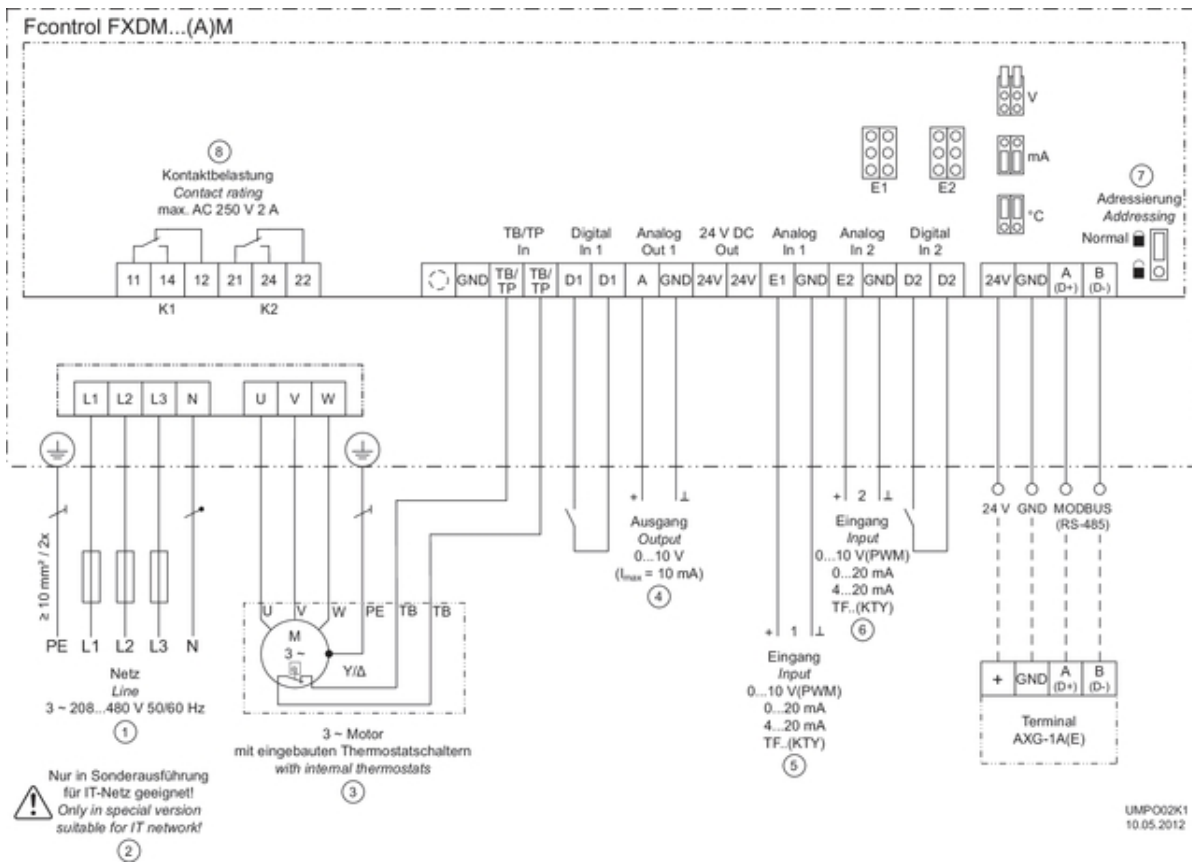 Fcontrol FXDM...(A)M
8
Kontaktbelastung
Contact rating
max. AC 250 V 2 A
11 14 12 21 24 22
K1 K2
V
mA
°C
E1 E2
7
Adressierung
Addressing
Normal
TB/TP In
Digital In 1
Analog Out 1
24 V DC Out
Analog In 1
Analog In 2
Digital In 2
GND TB/TP TB/TP D1 D1 A GND 24V 24V E1 GND E2 GND D2 D2 24V GND A (D+) B (D-)
L1 L2 L3 N U V W
≥ 10 mm² / 2x
PE L1 L2 L3 N
Netz
Line
3 ~ 208...480 V 50/60 Hz
1
Nur in Sonderausführung
für IT-Netz geeignet!
Only in special version
suitable for IT network!
2
U V W PE TB TB
M
3 ~
Y/Δ
3 ~ Motor
mit eingebauten Thermostatschaltern
with internal thermostats
3
+ ⊥
Ausgang
Output
0...10 V
(Imax = 10 mA)
4
+ 1 ⊥
Eingang
Input
0...10 V(PWM)
0...20 mA
4...20 mA
TF..(KTY)
5
+ 2 ⊥
Eingang
Input
0...10 V(PWM)
0...20 mA
4...20 mA
TF..(KTY)
6
24 V GND MODBUS
(RS-485)
+ GND A (D+) B (D-)
Terminal
AXG-1A(E)
UMPO02K1
10.05.2012